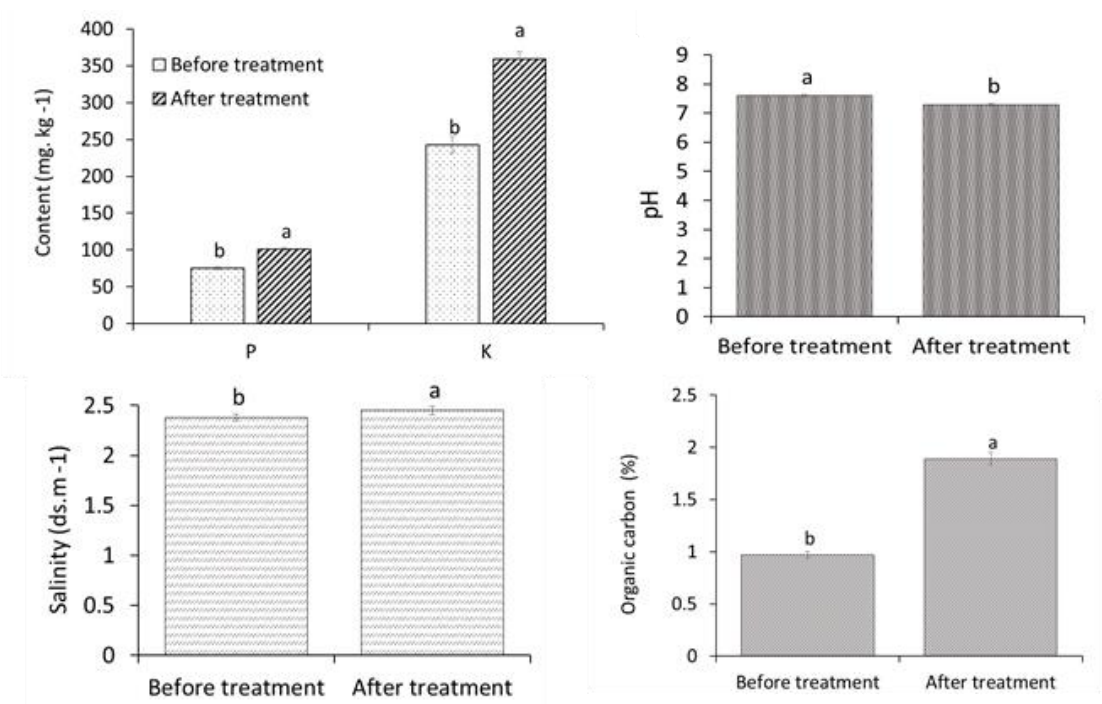 400
350
300
250
200
150
100
50
0
Content (mg. kg -1)
Before treatment
After treatment
b
a
b
a
P
K
9
8
7
6
5
4
3
2
1
0
pH
a
b
Before treatment
After treatment
2.5
2
1.5
1
0.5
0
Salinity (ds.m -1)
b
a
Before treatment
After treatment
2.5
2
1.5
1
0.5
0
Organic carbon (%)
b
a
Before treatment
After treatment